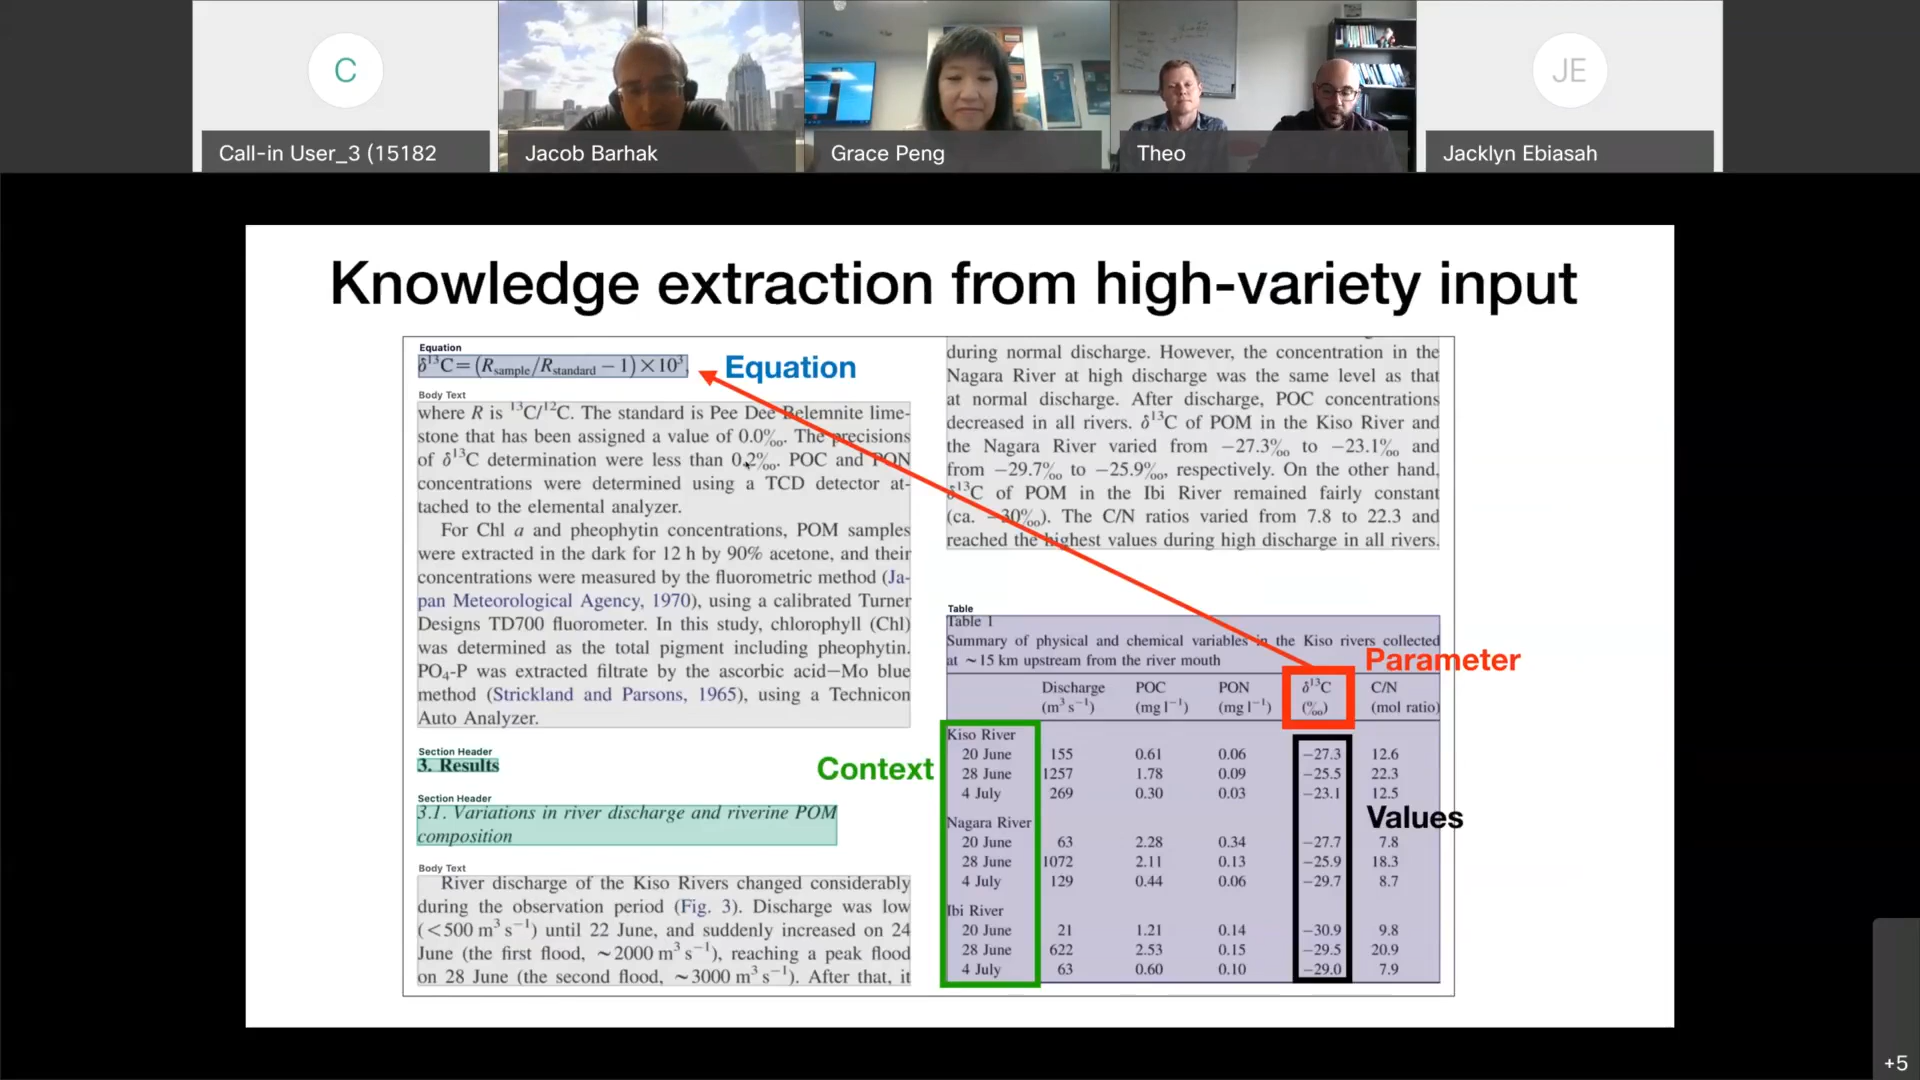 C
JE
Call-in User_3 (15182
Jacob Barhak
Grace Peng
Theo
Jacklyn Ebiasah
Knowledge extraction from high-variety input
Equation
δ¹³C = (Rsample/Rstandard − 1) × 10³,
Equation
Body Text
where R is ¹³C/¹²C. The standard is Pee Dee Belemnite lime-
stone that has been assigned a value of 0.0‰. The precisions
of δ¹³C determination were less than 0.2‰. POC and PON
concentrations were determined using a TCD detector at-
tached to the elemental analyzer.
For Chl a and pheophytin concentrations, POM samples
were extracted in the dark for 12 h by 90% acetone, and their
concentrations were measured by the fluorometric method (Ja-
pan Meteorological Agency, 1970), using a calibrated Turner
Designs TD700 fluorometer. In this study, chlorophyll (Chl)
was determined as the total pigment including pheophytin.
PO₄-P was extracted filtrate by the ascorbic acid—Mo blue
method (Strickland and Parsons, 1965), using a Technicon
Auto Analyzer.
Section Header
3. Results
Section Header
3.1. Variations in river discharge and riverine POM
composition
Body Text
River discharge of the Kiso Rivers changed considerably
during the observation period (Fig. 3). Discharge was low
(<500 m³ s⁻¹) until 22 June, and suddenly increased on 24
June (the first flood, ~2000 m³ s⁻¹), reaching a peak flood
on 28 June (the second flood, ~3000 m³ s⁻¹). After that, it
during normal discharge. However, the concentration in the
Nagara River at high discharge was the same level as that
at normal discharge. After discharge, POC concentrations
decreased in all rivers. δ¹³C of POM in the Kiso River and
the Nagara River varied from −27.3‰ to −23.1‰ and
from −29.7‰ to −25.9‰, respectively. On the other hand,
δ¹³C of POM in the Ibi River remained fairly constant
(ca. −30‰). The C/N ratios varied from 7.8 to 22.3 and
reached the highest values during high discharge in all rivers.
Table
Table 1
Summary of physical and chemical variables in the Kiso rivers collected
at ~15 km upstream from the river mouth
Parameter
Discharge POC PON δ¹³C C/N
(m³ s⁻¹) (mg l⁻¹) (mg l⁻¹) (‰) (mol ratio)
Context
Kiso River
20 June 155 0.61 0.06 −27.3 12.6
28 June 1257 1.78 0.09 −25.5 22.3
4 July 269 0.30 0.03 −23.1 12.5
Values
Nagara River
20 June 63 2.28 0.34 −27.7 7.8
28 June 1072 2.11 0.13 −25.9 18.3
4 July 129 0.44 0.06 −29.7 8.7
Ibi River
20 June 21 1.21 0.14 −30.9 9.8
28 June 622 2.53 0.15 −29.5 20.9
4 July 63 0.60 0.10 −29.0 7.9
+5